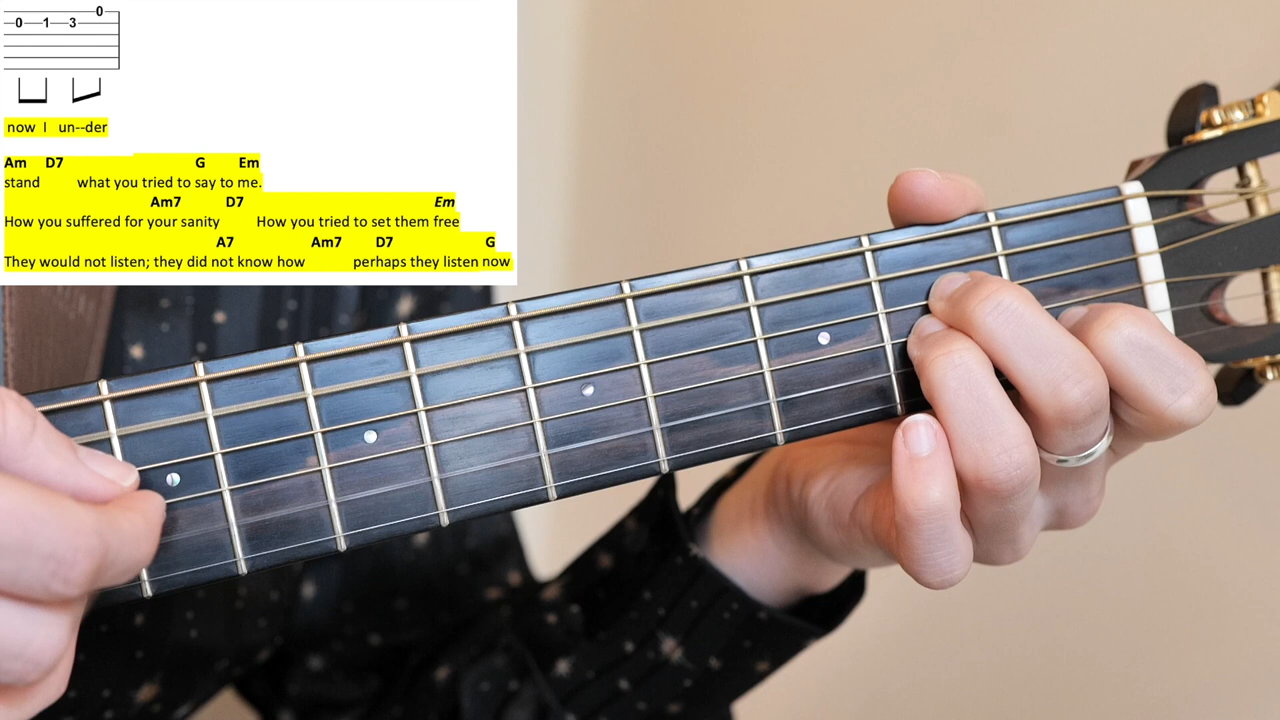 0
0 1 3
now I un--der
Am D7 G Em
stand what you tried to say to me.
Am7 D7 Em
How you suffered for your sanity How you tried to set them free
A7 Am7 D7 G
They would not listen; they did not know how perhaps they listen now